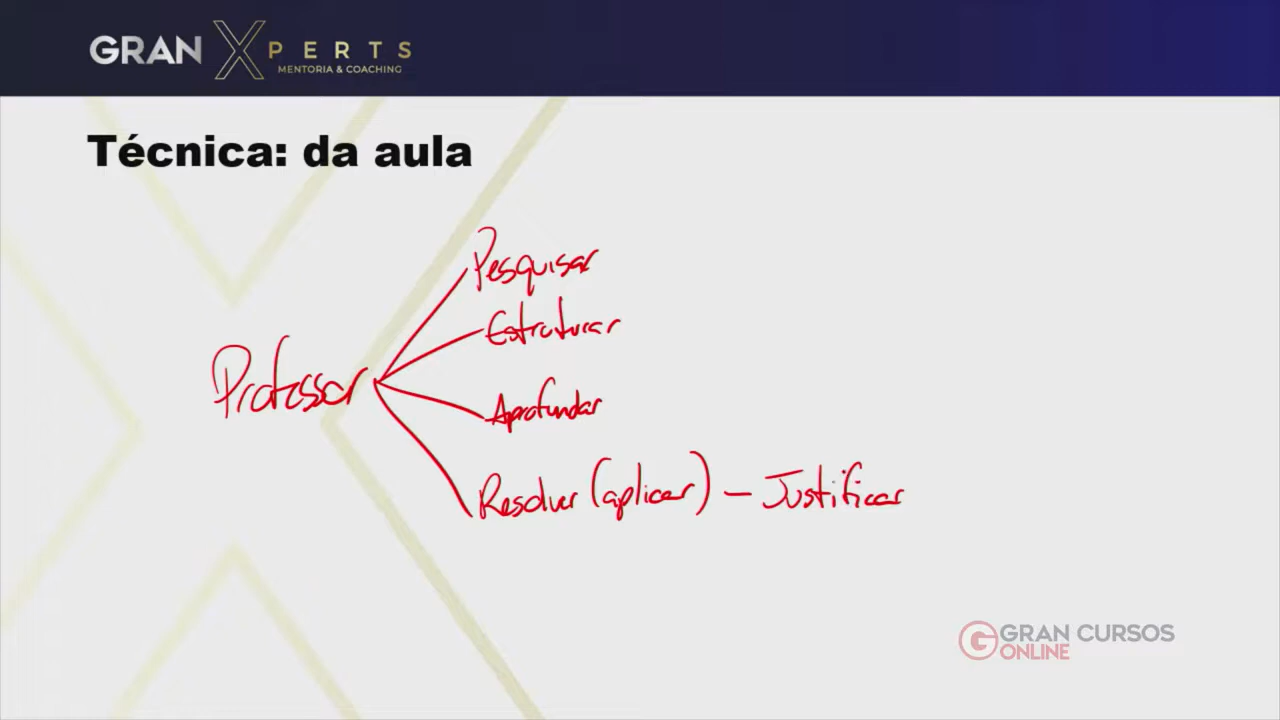 GRAN XPERTS
MENTORIA & COACHING
Técnica: da aula
Pesquisar
Estruturar
Professor
Aprofundar
Resolver (aplicar) — Justificar
GRAN CURSOS
ONLINE